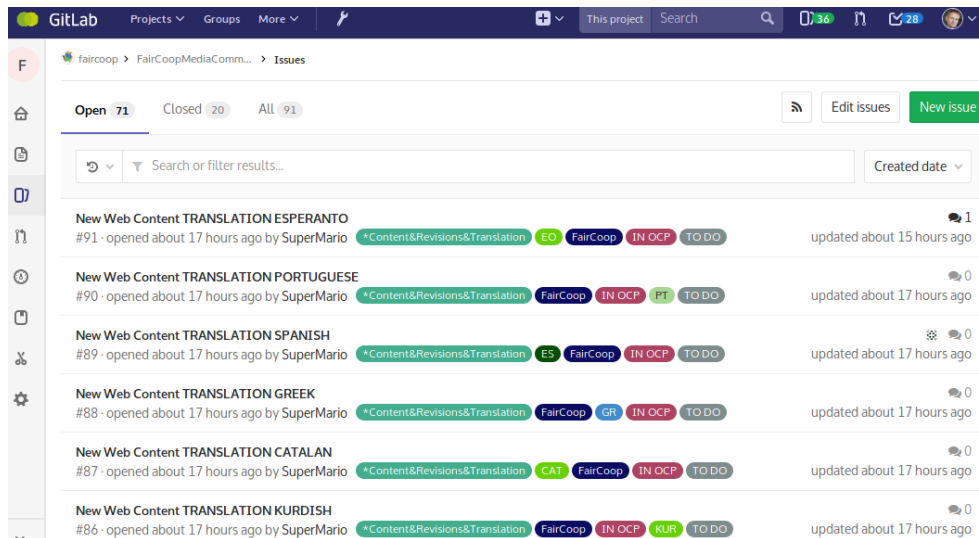 GitLab Projects Groups More This project Search 36 28
F faircoop > FairCoopMediaComm... > Issues
Open 71 Closed 20 All 91 Edit issues New issue
Search or filter results... Created date
New Web Content TRANSLATION ESPERANTO 1
#91 · opened about 17 hours ago by SuperMario *Content&Revisions&Translation EO FairCoop IN OCP TO DO updated about 15 hours ago
New Web Content TRANSLATION PORTUGUESE 0
#90 · opened about 17 hours ago by SuperMario *Content&Revisions&Translation FairCoop IN OCP PT TO DO updated about 17 hours ago
New Web Content TRANSLATION SPANISH 0
#89 · opened about 17 hours ago by SuperMario *Content&Revisions&Translation ES FairCoop IN OCP TO DO updated about 17 hours ago
New Web Content TRANSLATION GREEK 0
#88 · opened about 17 hours ago by SuperMario *Content&Revisions&Translation FairCoop GR IN OCP TO DO updated about 17 hours ago
New Web Content TRANSLATION CATALAN 0
#87 · opened about 17 hours ago by SuperMario *Content&Revisions&Translation CAT FairCoop IN OCP TO DO updated about 17 hours ago
New Web Content TRANSLATION KURDISH 0
#86 · opened about 17 hours ago by SuperMario *Content&Revisions&Translation FairCoop IN OCP KUR TO DO updated about 17 hours ago